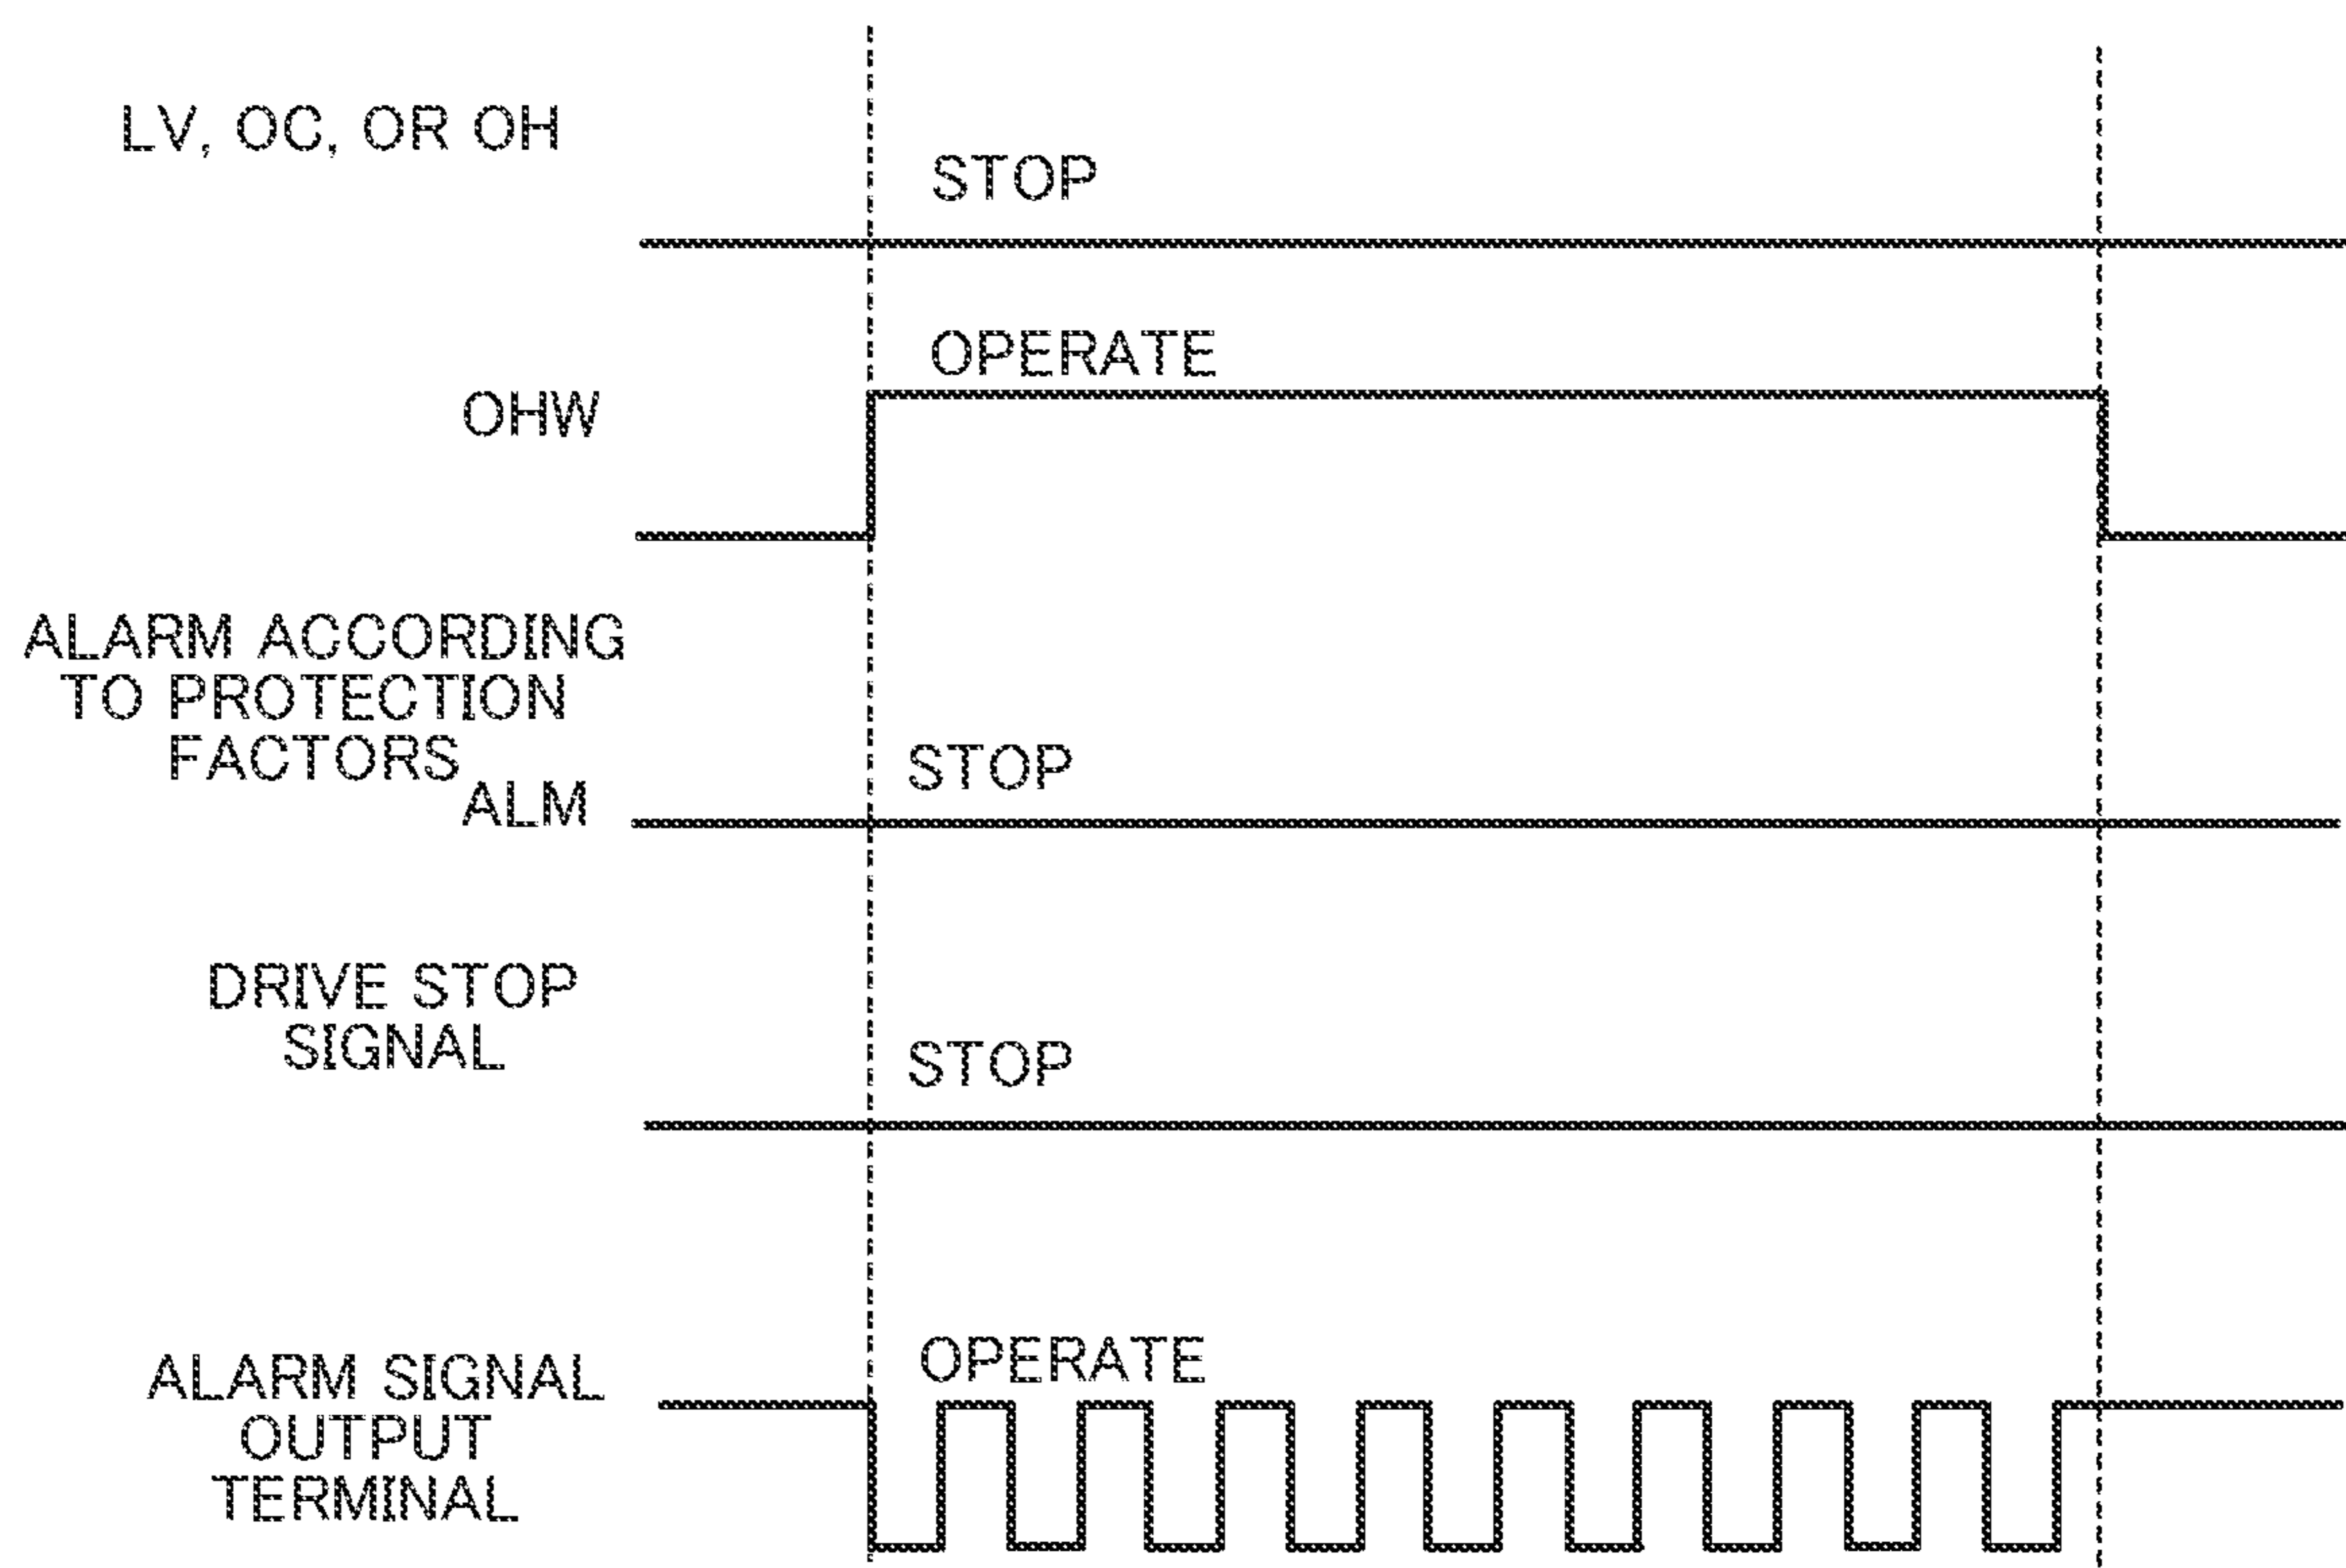 LV, OC, OR OH
STOP
OPERATE
OHW
ALARM ACCORDING
TO PROTECTION
FACTORS
ALM
STOP
DRIVE STOP
SIGNAL
STOP
OPERATE
ALARM SIGNAL
OUTPUT
TERMINAL